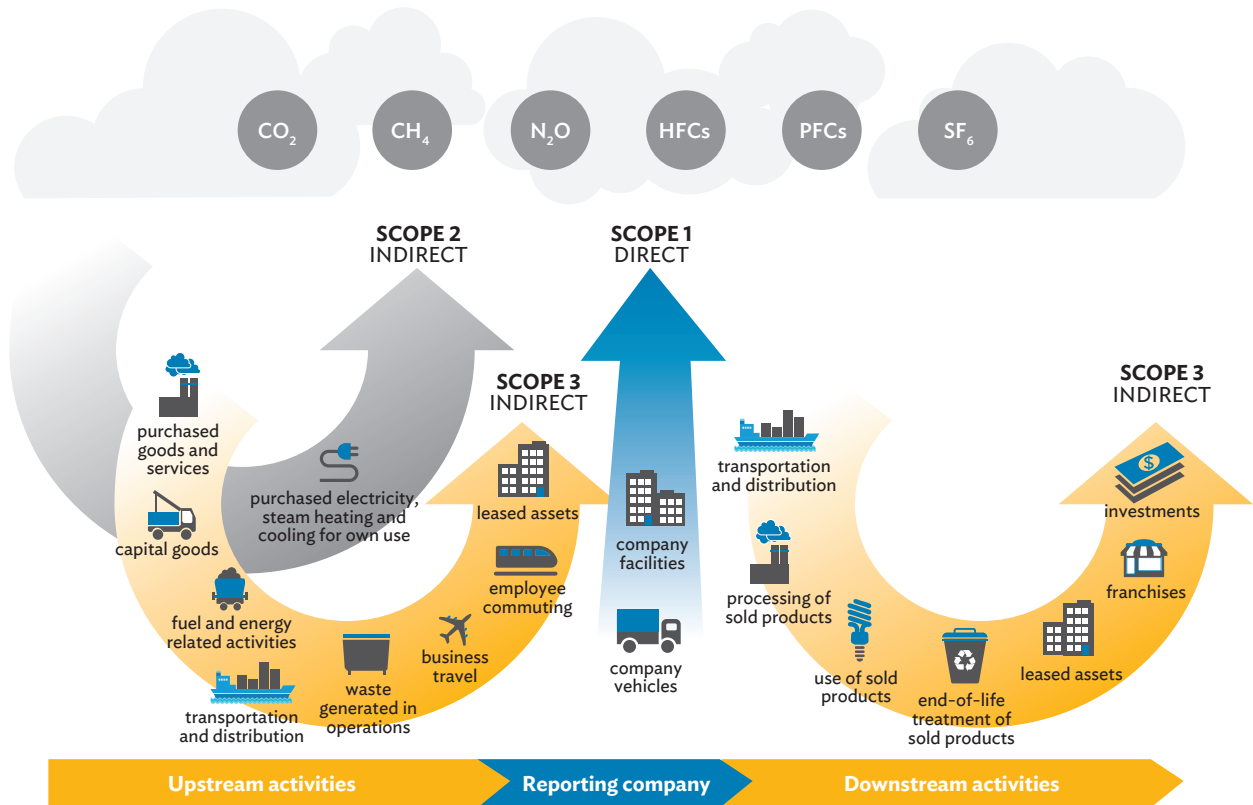 CO₂
CH₄
N₂O
HFCs
PFCs
SF₆
SCOPE 2
INDIRECT
SCOPE 1
DIRECT
SCOPE 3
INDIRECT
SCOPE 3
INDIRECT
purchased
goods and
services
capital goods
fuel and energy
related activities
transportation
and distribution
waste
generated in
operations
business
travel
employee
commuting
leased assets
purchased electricity,
steam heating and
cooling for own use
company
facilities
company
vehicles
transportation
and distribution
processing of
sold products
use of sold
products
end-of-life
treatment of
sold products
leased assets
franchises
investments
$
Upstream activities
Reporting company
Downstream activities